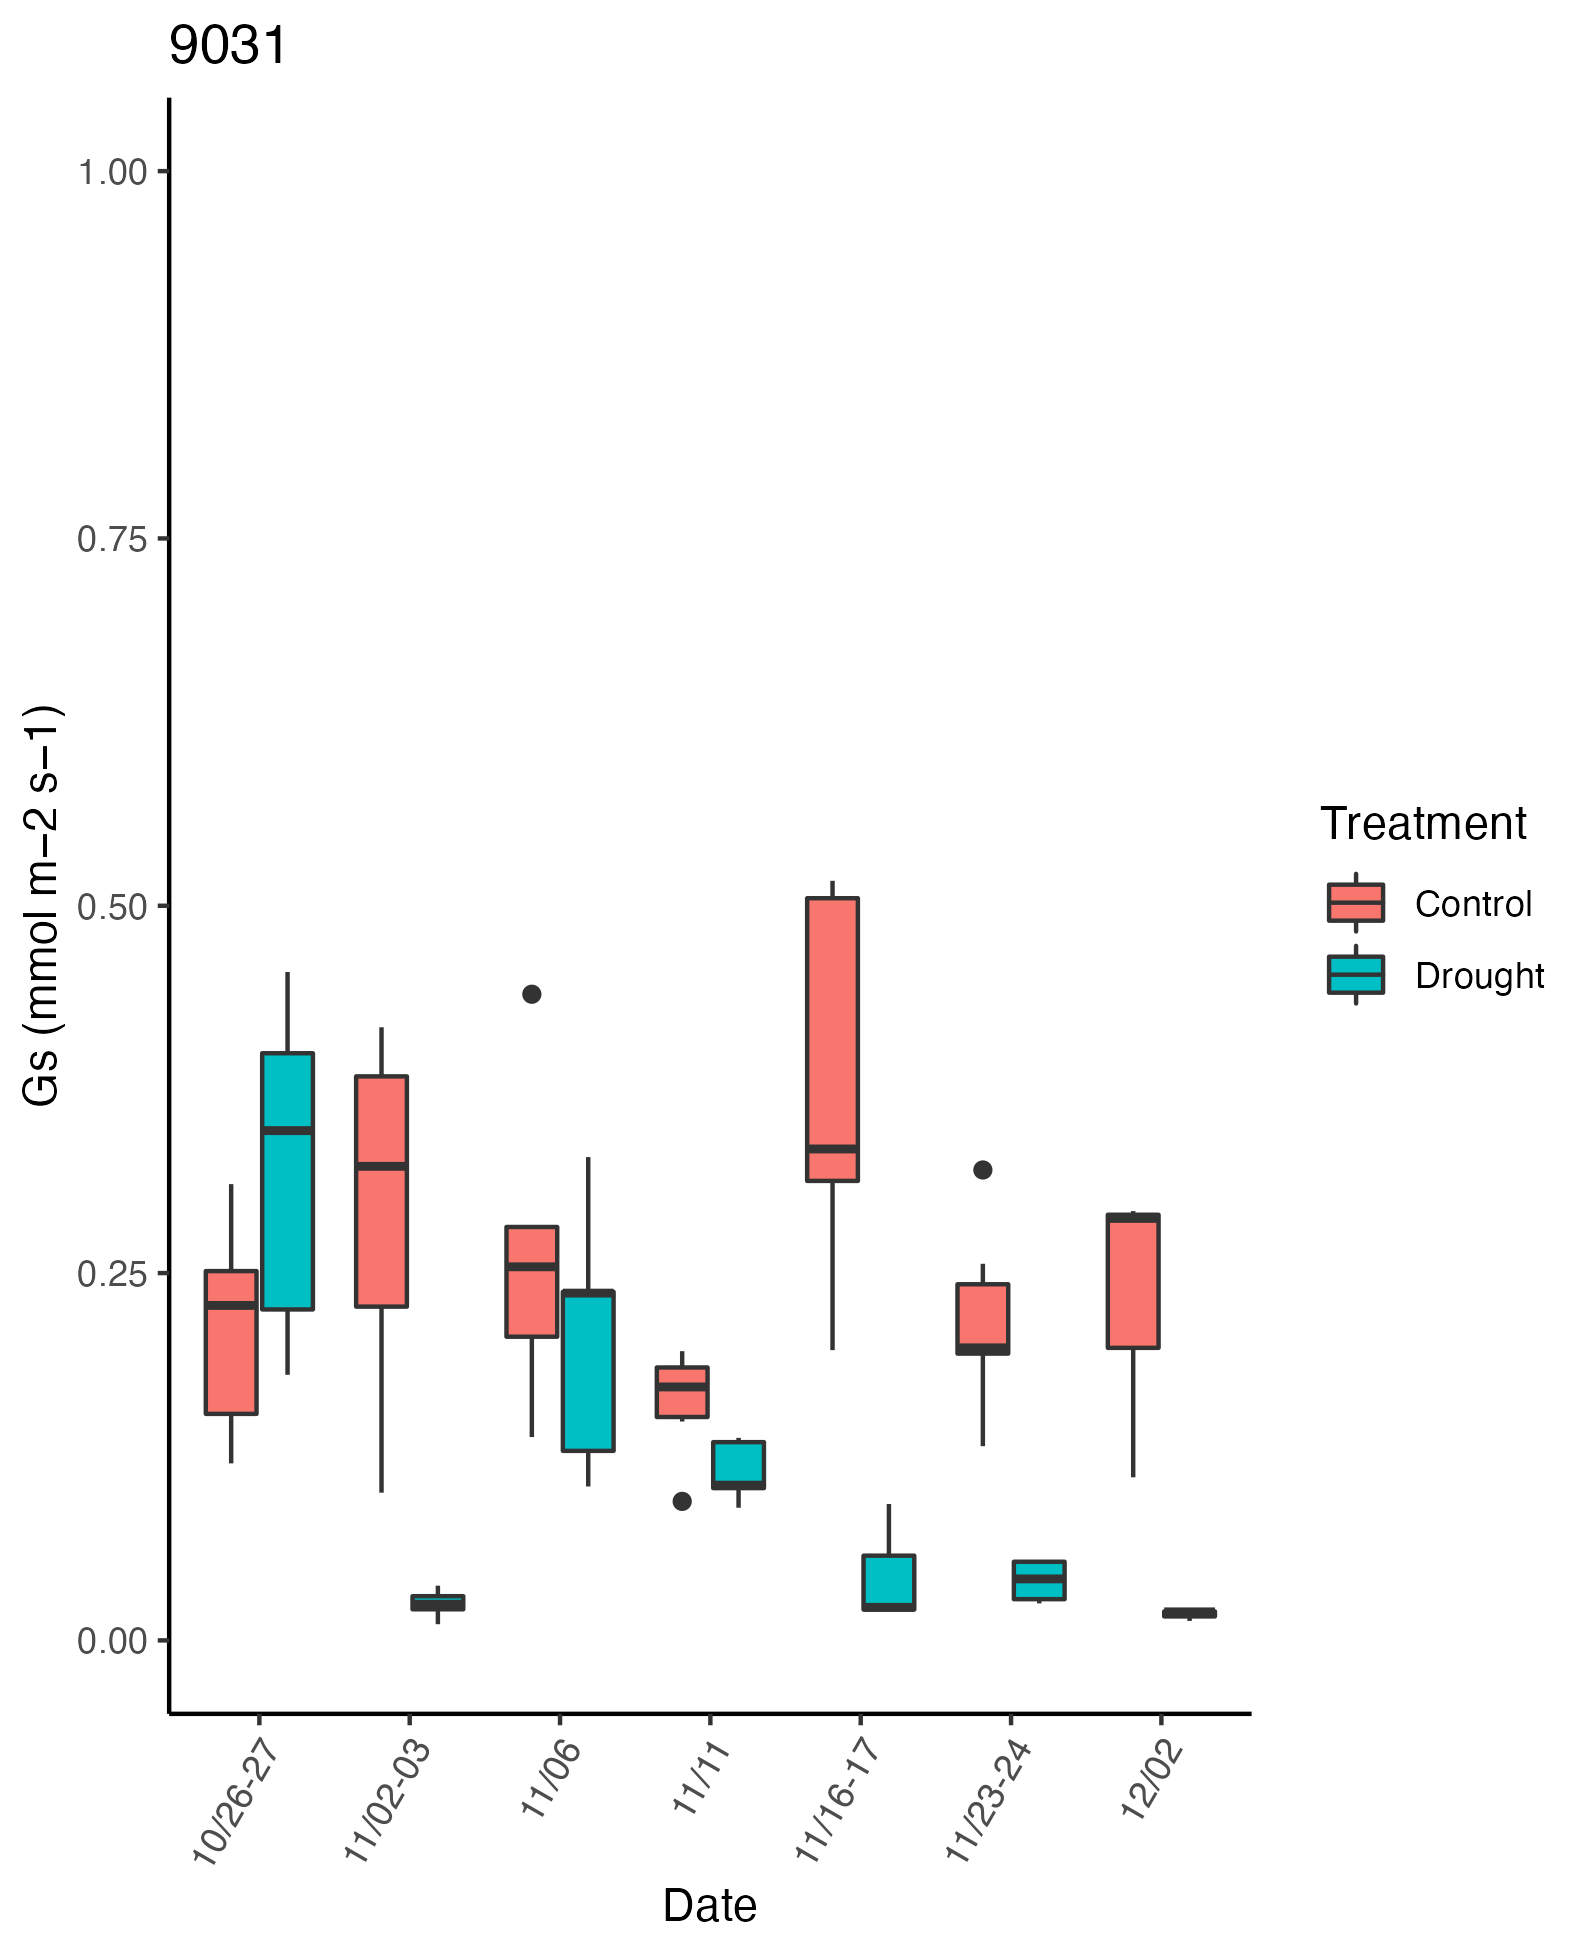 9031
1.00
0.75
0.50
0.25
0.00
Gs (mmol m−2 s−1)
10/26-27
11/02-03
11/06
11/11
11/16-17
11/23-24
12/02
Date
Treatment
Control
Drought